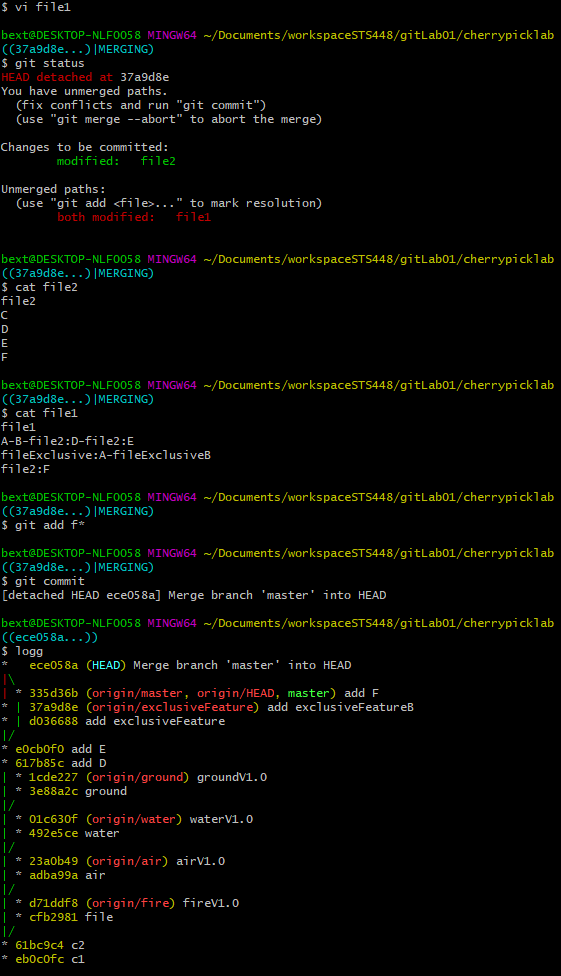 $ vi file1

bext@DESKTOP-NLFOO58 MINGW64 ~/Documents/workspaceSTS448/gitLab01/cherrypicklab
((37a9d8e...)|MERGING)
$ git status
HEAD detached at 37a9d8e
You have unmerged paths.
  (fix conflicts and run "git commit")
  (use "git merge --abort" to abort the merge)

Changes to be committed:
        modified:   file2

Unmerged paths:
  (use "git add <file>..." to mark resolution)
        both modified:   file1


bext@DESKTOP-NLFOO58 MINGW64 ~/Documents/workspaceSTS448/gitLab01/cherrypicklab
((37a9d8e...)|MERGING)
$ cat file2
file2
C
D
E
F

bext@DESKTOP-NLFOO58 MINGW64 ~/Documents/workspaceSTS448/gitLab01/cherrypicklab
((37a9d8e...)|MERGING)
$ cat file1
file1
A-B-file2:D-file2:E
fileExclusive:A-fileExclusiveB
file2:F

bext@DESKTOP-NLFOO58 MINGW64 ~/Documents/workspaceSTS448/gitLab01/cherrypicklab
((37a9d8e...)|MERGING)
$ git add f*

bext@DESKTOP-NLFOO58 MINGW64 ~/Documents/workspaceSTS448/gitLab01/cherrypicklab
((37a9d8e...)|MERGING)
$ git commit
[detached HEAD ece058a] Merge branch 'master' into HEAD

bext@DESKTOP-NLFOO58 MINGW64 ~/Documents/workspaceSTS448/gitLab01/cherrypicklab
((ece058a...))
$ logg
*   ece058a (HEAD) Merge branch 'master' into HEAD
|\
| * 335d36b (origin/master, origin/HEAD, master) add F
* | 37a9d8e (origin/exclusiveFeature) add exclusiveFeatureB
* | d036688 add exclusiveFeature
|/
* e0cb0f0 add E
* 617b85c add D
| * 1cde227 (origin/ground) groundV1.0
| * 3e88a2c ground
|/
| * 01c630f (origin/water) waterV1.0
| * 492e5ce water
|/
| * 23a0b49 (origin/air) airV1.0
| * adba99a air
|/
| * d71ddf8 (origin/fire) fireV1.0
| * cfb2981 file
|/
* 61bc9c4 c2
* eb0c0fc c1